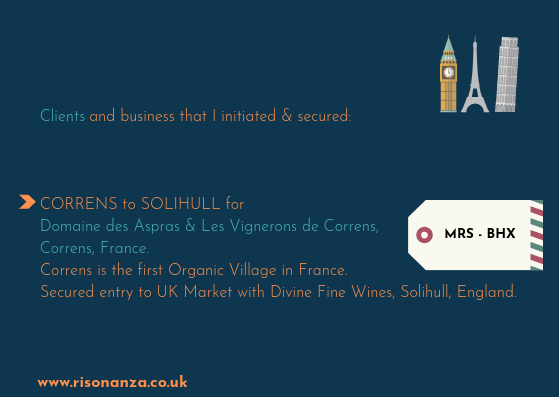 Clients and business that I initiated & secured:
CORRENS to SOLIHULL for
Domaine des Aspras & Les Vignerons de Correns,
Correns, France.
Correns is the first Organic Village in France.
Secured entry to UK Market with Divine Fine Wines, Solihull, England.
MRS - BHX
www.risonanza.co.uk